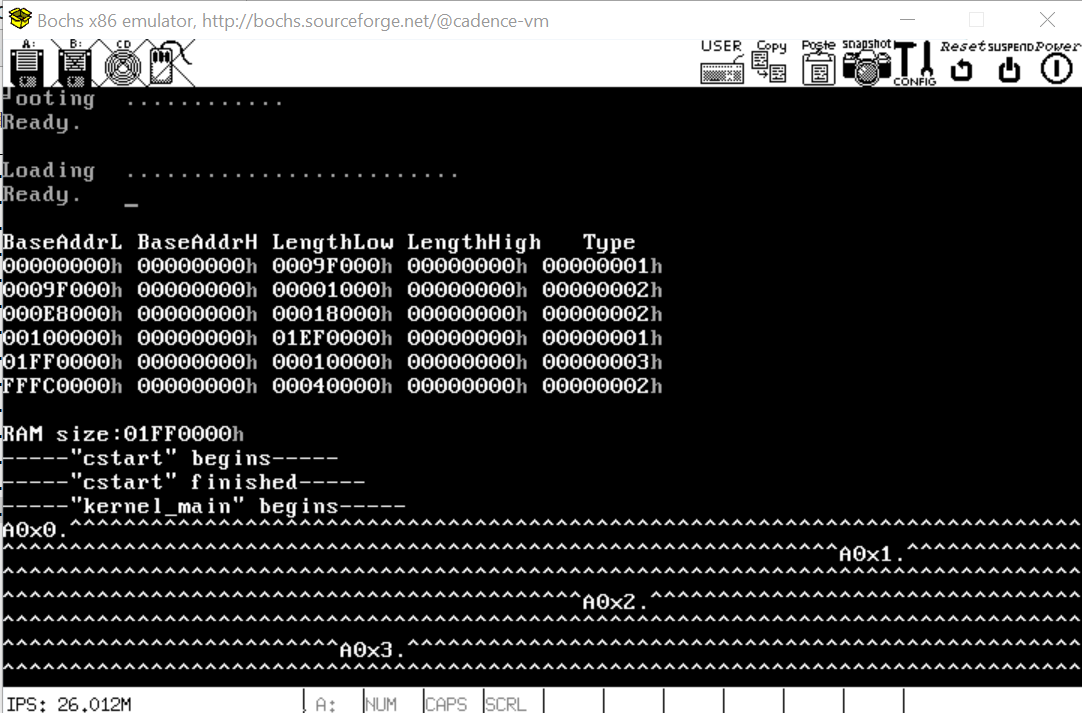 Booting ............
Ready.
Loading .........................
Ready. _
BaseAddrL BaseAddrH LengthLow LengthHigh Type
00000000h 00000000h 0009F000h 00000000h 00000001h
0009F000h 00000000h 00001000h 00000000h 00000002h
000E8000h 00000000h 00018000h 00000000h 00000002h
00100000h 00000000h 01EF0000h 00000000h 00000001h
01FF0000h 00000000h 00010000h 00000000h 00000003h
FFFC0000h 00000000h 00040000h 00000000h 00000002h
RAM size:01FF0000h
-----"cstart" begins-----
-----"cstart" finished-----
-----"kernel_main" begins-----
A0x0.^^^^^^^^^^^^^^^^^^^^^^^^^^^^^^^^^^^^^^^^^^^^^^^^^^^^^^^^^^^^^^^^^^^^^^^^^^^
^^^^^^^^^^^^^^^^^^^^^^^^^^^^^^^^^^^^^^^^^^^^^^^^^^^^^^^^^^^^^^A0x1.^^^^^^^^^^^^^
^^^^^^^^^^^^^^^^^^^^^^^^^^^^^^^^^^^^^^^^^^^^^^^^^^^^^^^^^^^^^^^^^^^^^^^^^^^^^^^^
^^^^^^^^^^^^^^^^^^^^^^^^^^^^^^^^^^^^^^^^^^^A0x2.^^^^^^^^^^^^^^^^^^^^^^^^^^^^^^^^
^^^^^^^^^^^^^^^^^^^^^^^^^^^^^^^^^^^^^^^^^^^^^^^^^^^^^^^^^^^^^^^^^^^^^^^^^^^^^^^^
^^^^^^^^^^^^^^^^^^^^^^^^^A0x3.^^^^^^^^^^^^^^^^^^^^^^^^^^^^^^^^^^^^^^^^^^^^^^^^^^
^^^^^^^^^^^^^^^^^^^^^^^^^^^^^^^^^^^^^^^^^^^^^^^^^^^^^^^^^^^^^^^^^^^^^^^^^^^^^^^^
Bochs x86 emulator, http://bochs.sourceforge.net/@cadence-vm
A: B: CD USER Copy Paste snapshot CONFIG Reset SUSPEND Power
IPS: 26.012M A: NUM CAPS SCRL